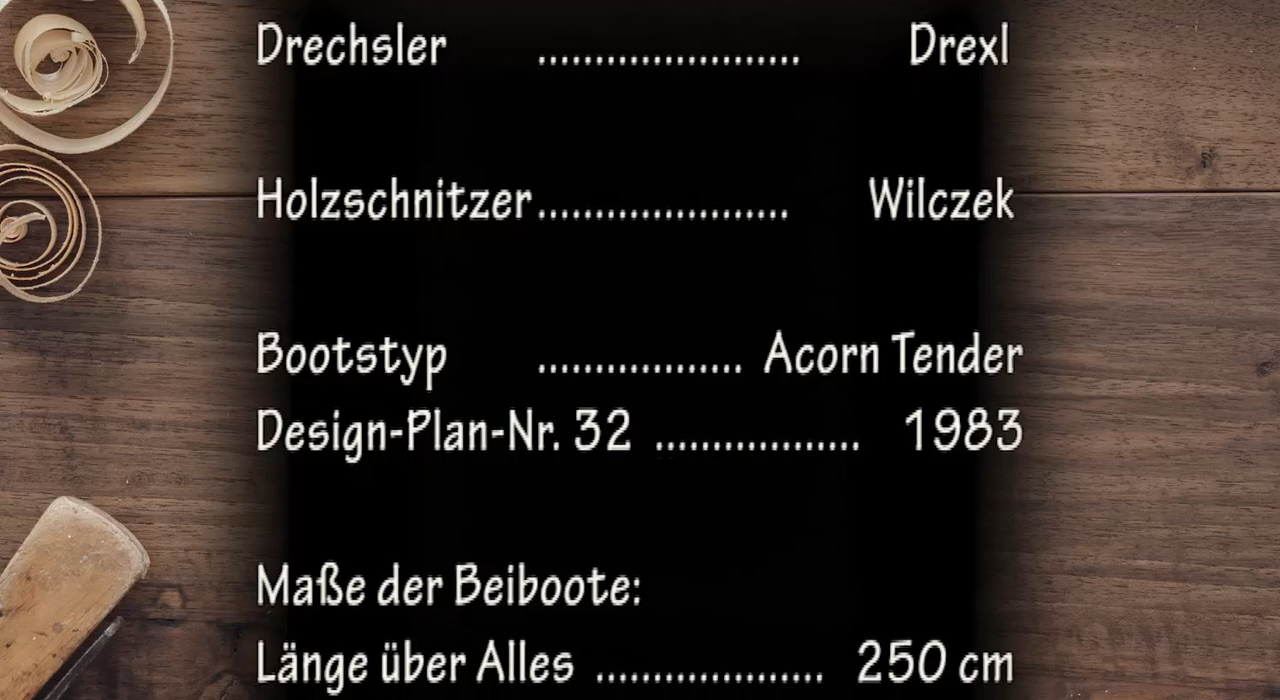 Drechsler ....................... Drexl
Holzschnitzer...................... Wilczek
Bootstyp .................. Acorn Tender
Design-Plan-Nr. 32 .................. 1983
Maße der Beiboote:
Länge über Alles .................... 250 cm